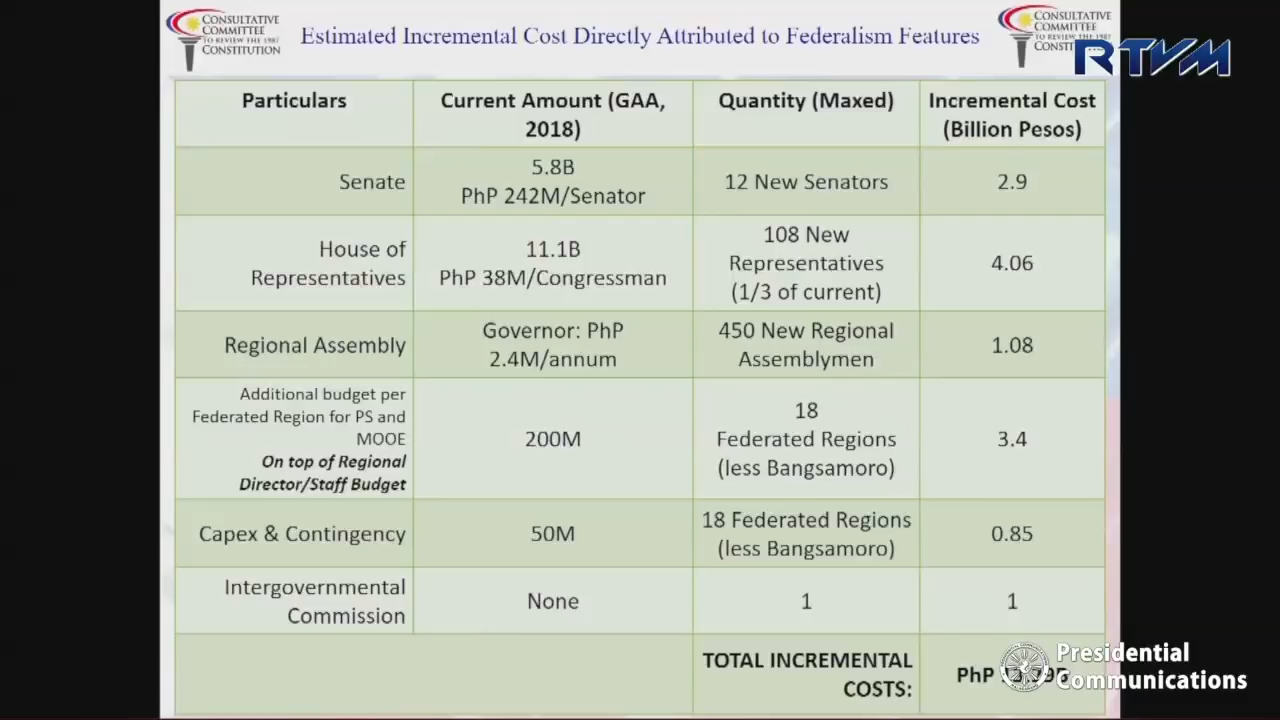 CONSULTATIVE
COMMITTEE
TO REVIEW THE 1987
CONSTITUTION
Estimated Incremental Cost Directly Attributed to Federalism Features
CONSULTATIVE
COMMITTEE
TO REVIEW THE 1987
RTVM
Particulars
Current Amount (GAA,
2018)
Quantity (Maxed)
Incremental Cost
(Billion Pesos)
Senate
5.8B
PhP 242M/Senator
12 New Senators
2.9
House of
Representatives
11.1B
PhP 38M/Congressman
108 New
Representatives
(1/3 of current)
4.06
Regional Assembly
Governor: PhP
2.4M/annum
450 New Regional
Assemblymen
1.08
Additional budget per
Federated Region for PS and
MOOE
On top of Regional
Director/Staff Budget
200M
18
Federated Regions
(less Bangsamoro)
3.4
Capex & Contingency
50M
18 Federated Regions
(less Bangsamoro)
0.85
Intergovernmental
Commission
None
1
1
TOTAL INCREMENTAL
COSTS:
PhP
Presidential
Communications